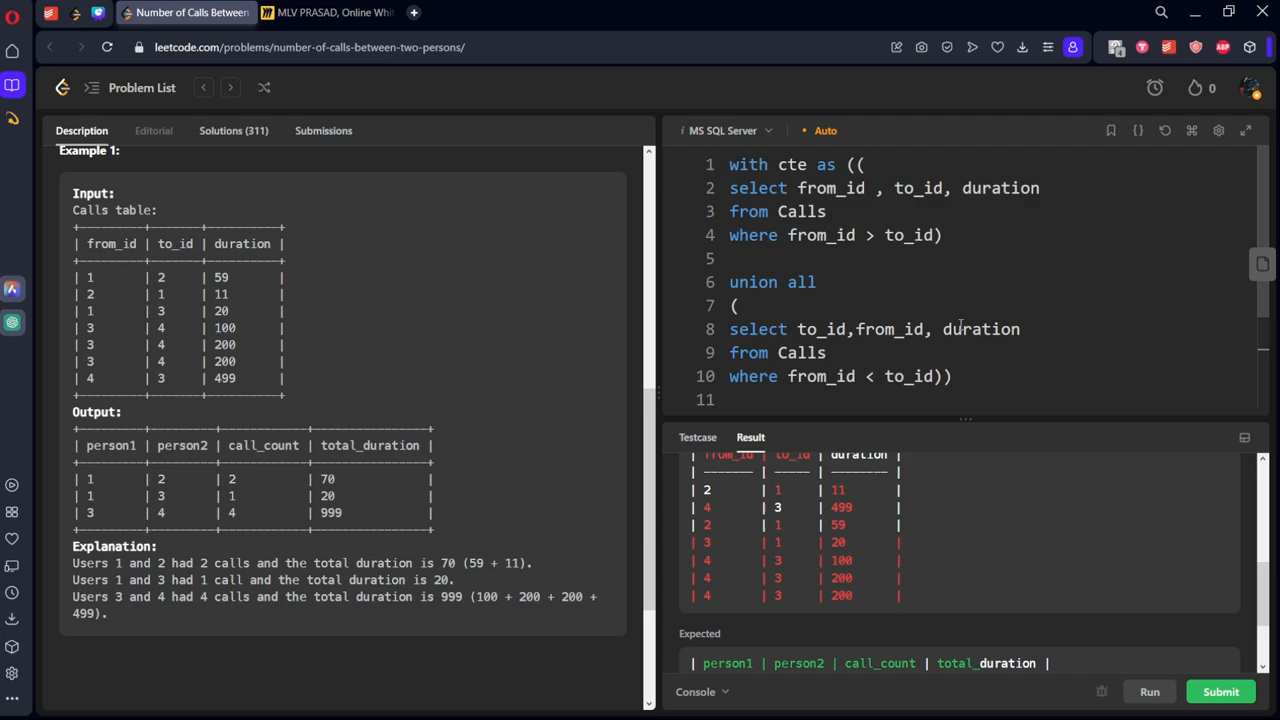 Number of Calls Between
MLV PRASAD, Online Whit
leetcode.com/problems/number-of-calls-between-two-persons/
Problem List
0
Description
Editorial
Solutions (311)
Submissions
Example 1:
Input:
Calls table:
| from_id | to_id | duration |
| 1 | 2 | 59 |
| 2 | 1 | 11 |
| 1 | 3 | 20 |
| 3 | 4 | 100 |
| 3 | 4 | 200 |
| 3 | 4 | 200 |
| 4 | 3 | 499 |
Output:
| person1 | person2 | call_count | total_duration |
| 1 | 2 | 2 | 70 |
| 1 | 3 | 1 | 20 |
| 3 | 4 | 4 | 999 |
Explanation:
Users 1 and 2 had 2 calls and the total duration is 70 (59 + 11).
Users 1 and 3 had 1 call and the total duration is 20.
Users 3 and 4 had 4 calls and the total duration is 999 (100 + 200 + 200 +
499).
MS SQL Server
Auto
1 with cte as ((
2 select from_id , to_id, duration
3 from Calls
4 where from_id > to_id)
5
6 union all
7 (
8 select to_id,from_id, duration
9 from Calls
10 where from_id < to_id))
11
Testcase
Result
| from_id | to_id | duration |
| 2 | 1 | 11 |
| 4 | 3 | 499 |
| 2 | 1 | 59 |
| 3 | 1 | 20 |
| 4 | 3 | 100 |
| 4 | 3 | 200 |
| 4 | 3 | 200 |
Expected
| person1 | person2 | call_count | total_duration |
Console
Run
Submit